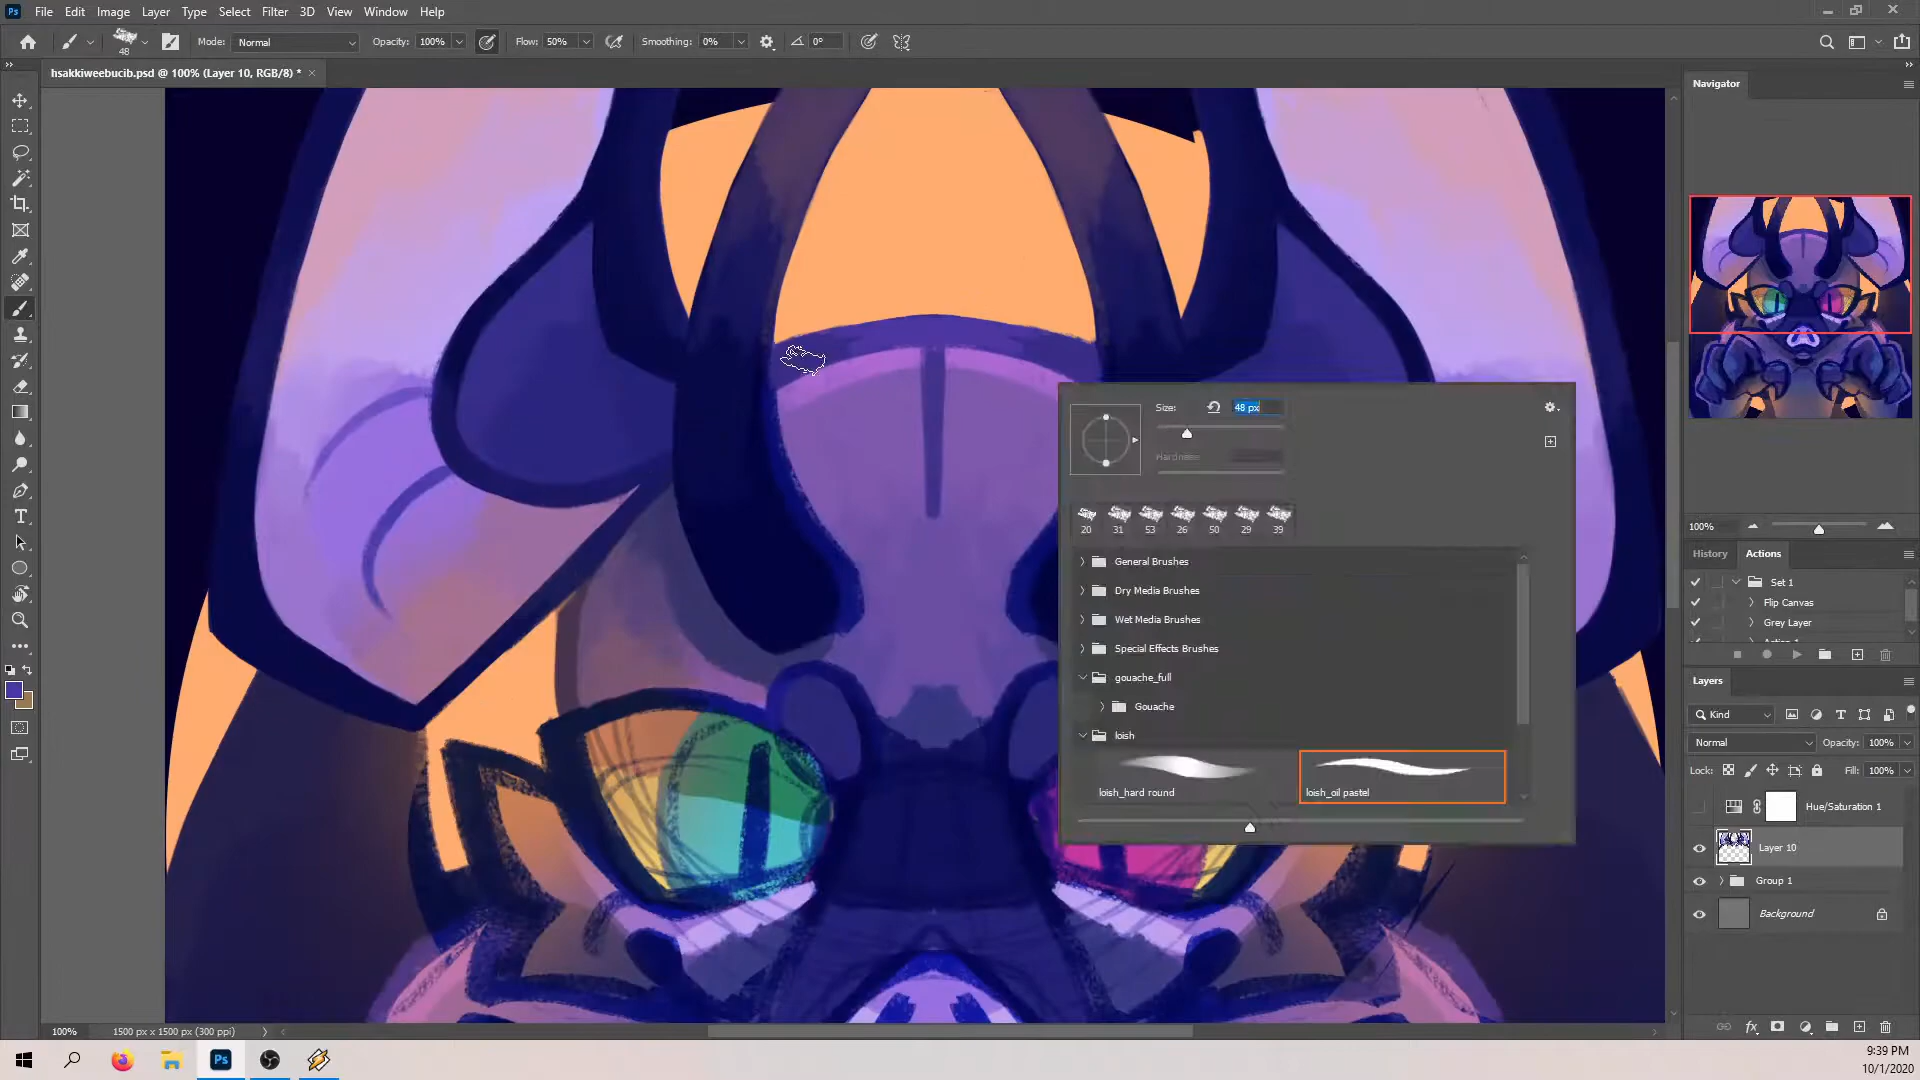 Ps File Edit Image Layer Type Select Filter 3D View Window Help
48 Mode: Normal Opacity: 100% Flow: 50% Smoothing: 0% 0°
hsakkiweebucib.psd @ 100% (Layer 10, RGB/8) *
Navigator
Size: 48 px
Hardness:
20 31 53 26 50 29 39
General Brushes
Dry Media Brushes
Wet Media Brushes
Special Effects Brushes
gouache_full
Gouache
loish
loish_hard round loish_oil pastel
100%
History Actions
Set 1
Flip Canvas
Grey Layer
Layers
Kind
Normal Opacity: 100%
Lock: Fill: 100%
Hue/Saturation 1
Layer 10
Group 1
Background
100% 1500 px x 1500 px (300 ppi)
Ps
9:39 PM
10/1/2020